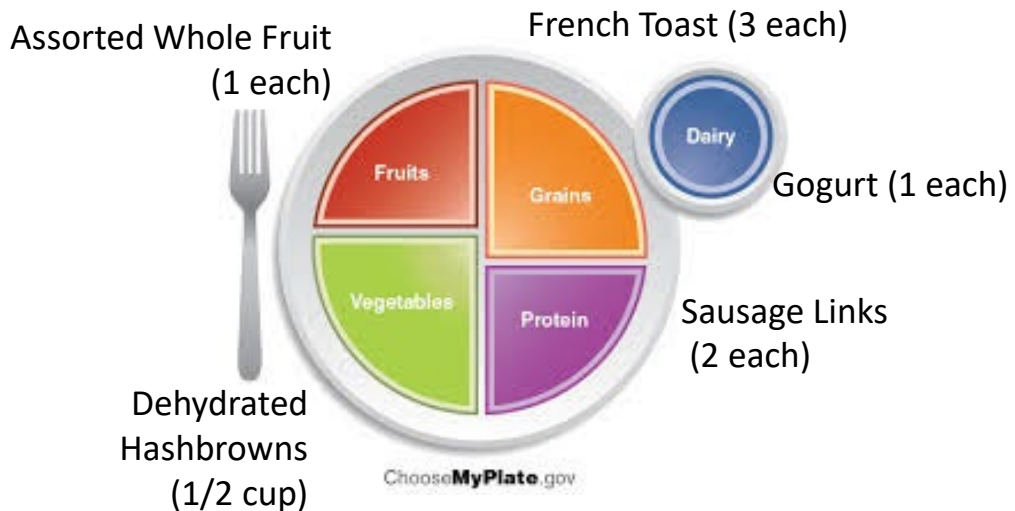 Assorted Whole Fruit
(1 each)
French Toast (3 each)
Fruits
Grains
Dairy
Gogurt (1 each)
Vegetables
Protein
Sausage Links
(2 each)
Dehydrated
Hashbrowns
(1/2 cup)
ChooseMyPlate.gov